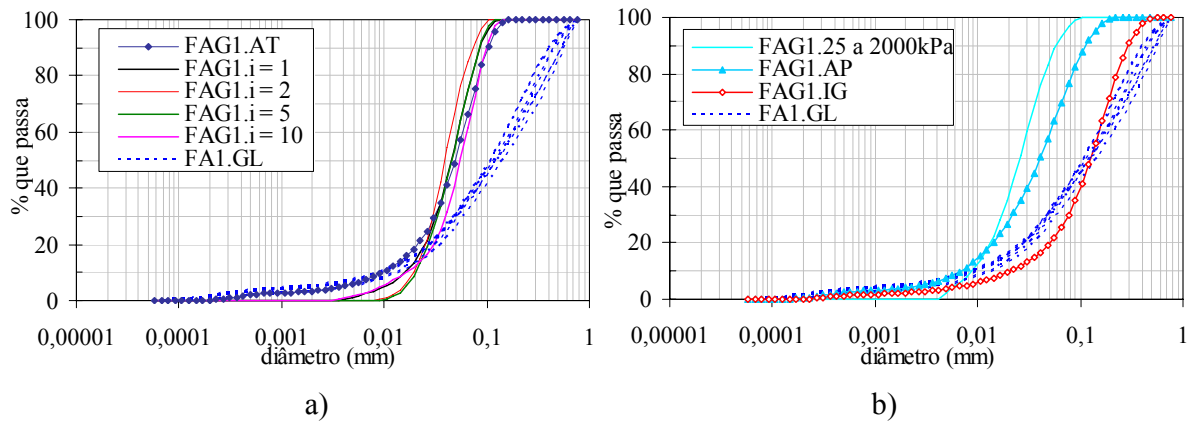 % que passa
100
80
60
40
20
0
FAG1.AT
FAG1.i = 1
FAG1.i = 2
FAG1.i = 5
FAG1.i = 10
FA1.GL
0,00001
0,0001
0,001
0,01
0,1
1
diâmetro (mm)
a)
% que passa
100
80
60
40
20
0
FAG1.25 a 2000kPa
FAG1.AP
FAG1.IG
FA1.GL
0,00001
0,0001
0,001
0,01
0,1
1
diâmetro (mm)
b)